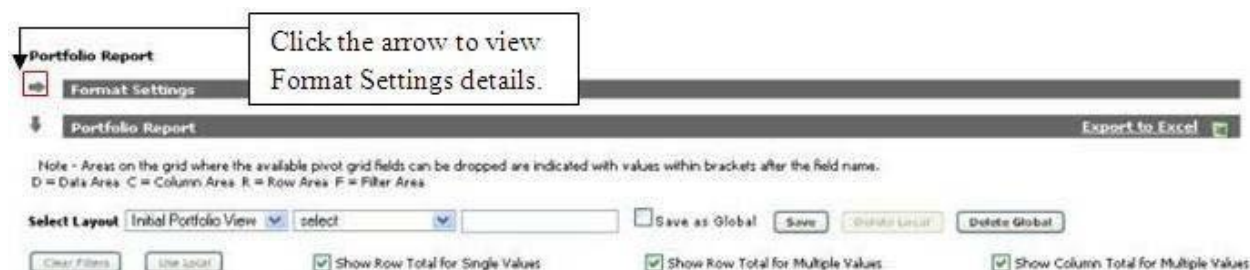 Click the arrow to view
Format Settings details.
Portfolio Report
Format Settings
Portfolio Report Export to Excel
Note - Areas on the grid where the available pivot grid fields can be dropped are indicated with values within brackets after the field name.
D = Data Area C = Column Area R = Row Area F = Filter Area
Select Layout Initial Portfolio View select Save as Global Save Delete Local Delete Global
Clear Filters Use Local Show Row Total for Single Values Show Row Total for Multiple Values Show Column Total for Multiple Values